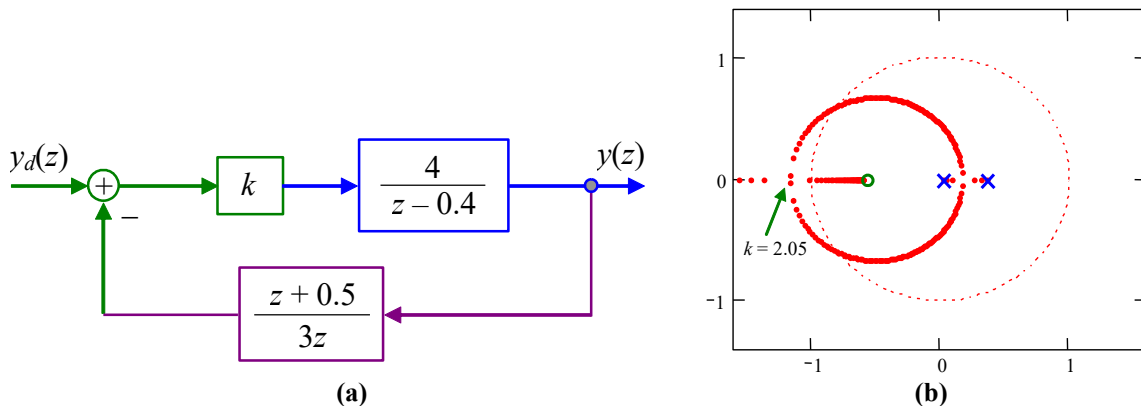 y_d(z)
+
−
k
4
z – 0.4
y(z)
z + 0.5
3z
(a)
1
0
−1
k = 2.05
−1
0
1
(b)